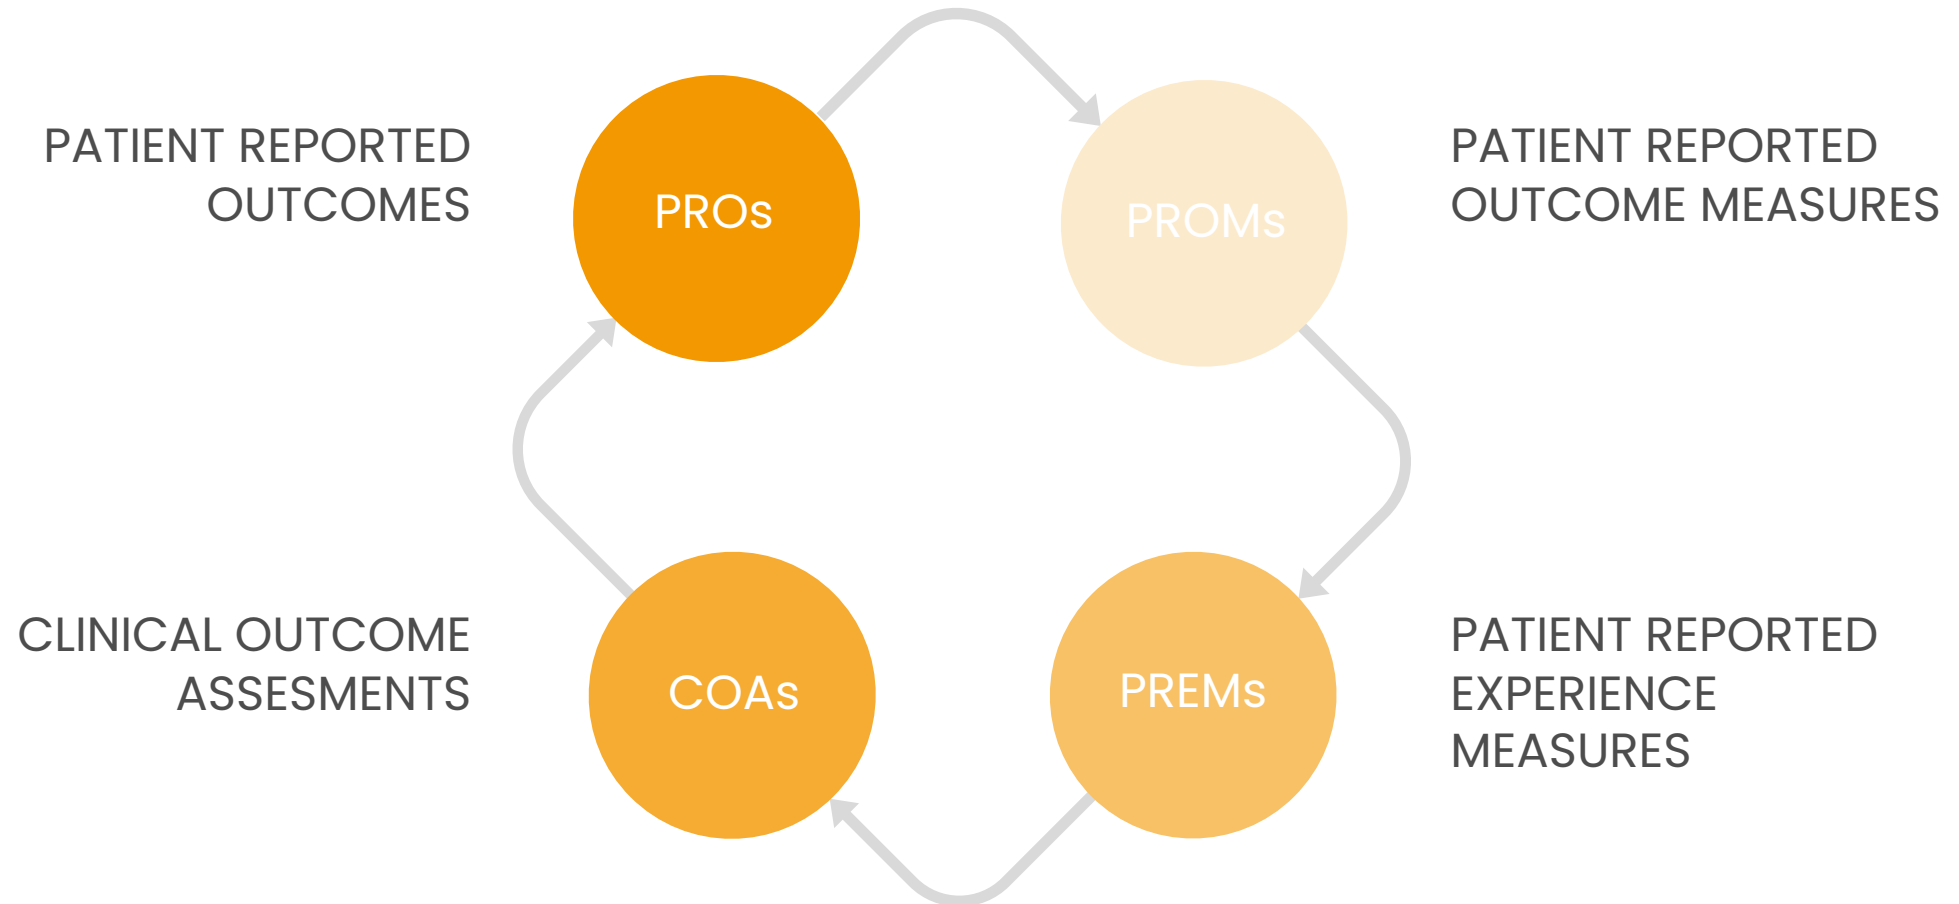 PATIENT REPORTED
OUTCOMES
PROs
PROMs
PATIENT REPORTED
OUTCOME MEASURES
CLINICAL OUTCOME
ASSESMENTS
COAs
PREMs
PATIENT REPORTED
EXPERIENCE
MEASURES